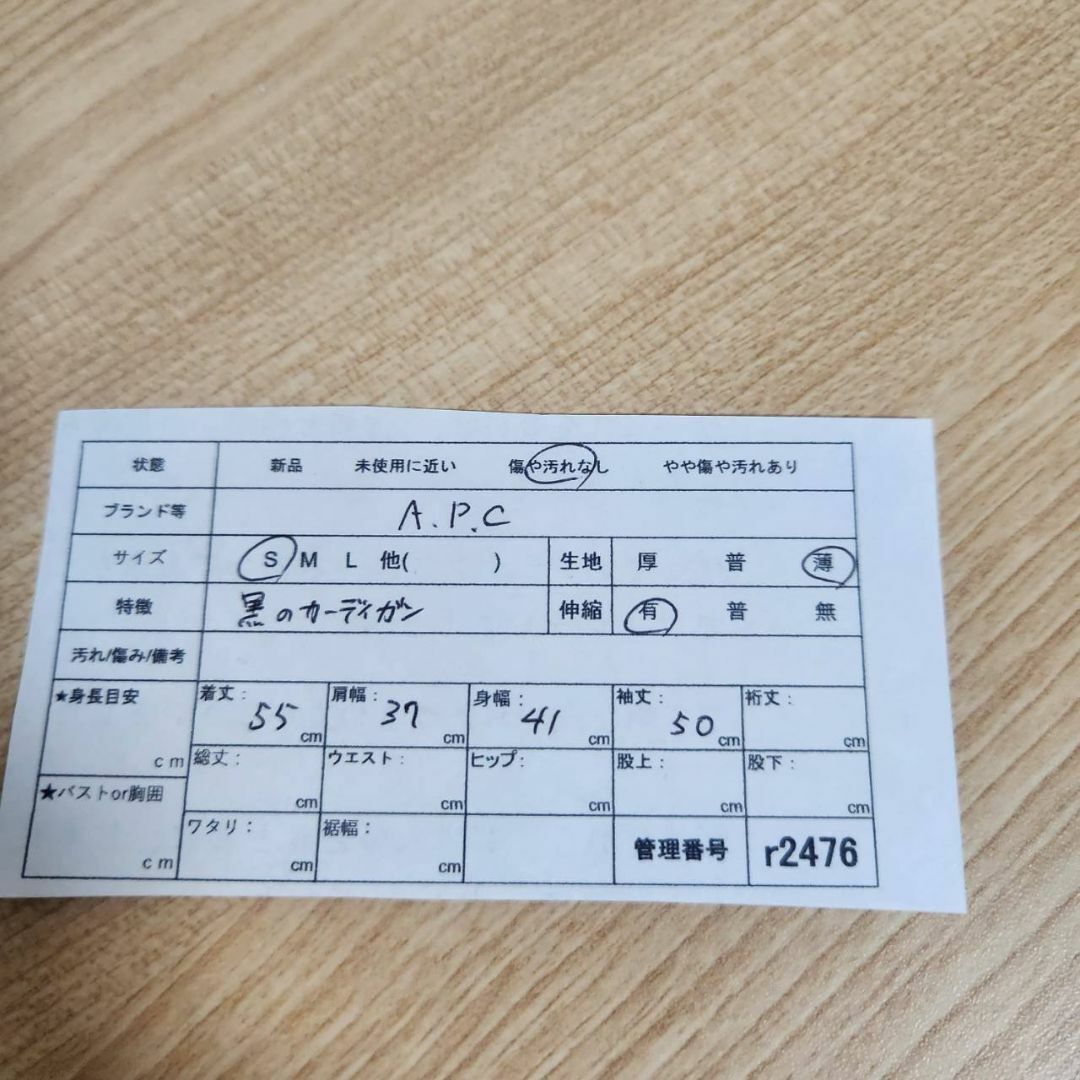 状態 新品 未使用に近い 傷や汚れなし やや傷や汚れあり
ブランド等 A.P.C
サイズ S M L 他( ) 生地 厚 普 薄
特徴 黒のカーディガン 伸縮 有 普 無
汚れ/傷み/備考
★身長目安 cm 着丈: 55 cm 肩幅: 37 cm 身幅: 41 cm 袖丈: 50 cm 裄丈: cm
総丈: cm ウエスト: cm ヒップ: cm 股上: cm 股下: cm
★バストor胸囲 cm ワタリ: cm 裾幅: cm 管理番号 r2476